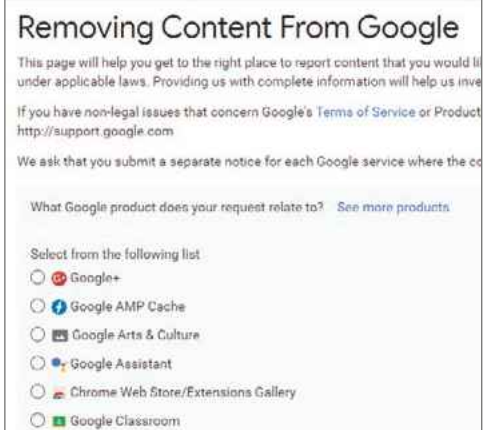 Removing Content From Google
This page will help you get to the right place to report content that you would li
under applicable laws. Providing us with complete information will help us inve
If you have non-legal issues that concern Google's Terms of Service or Product
http://support.google.com
We ask that you submit a separate notice for each Google service where the co
What Google product does your request relate to? See more products
Select from the following list
Google+
Google AMP Cache
Google Arts & Culture
Google Assistant
Chrome Web Store/Extensions Gallery
Google Classroom